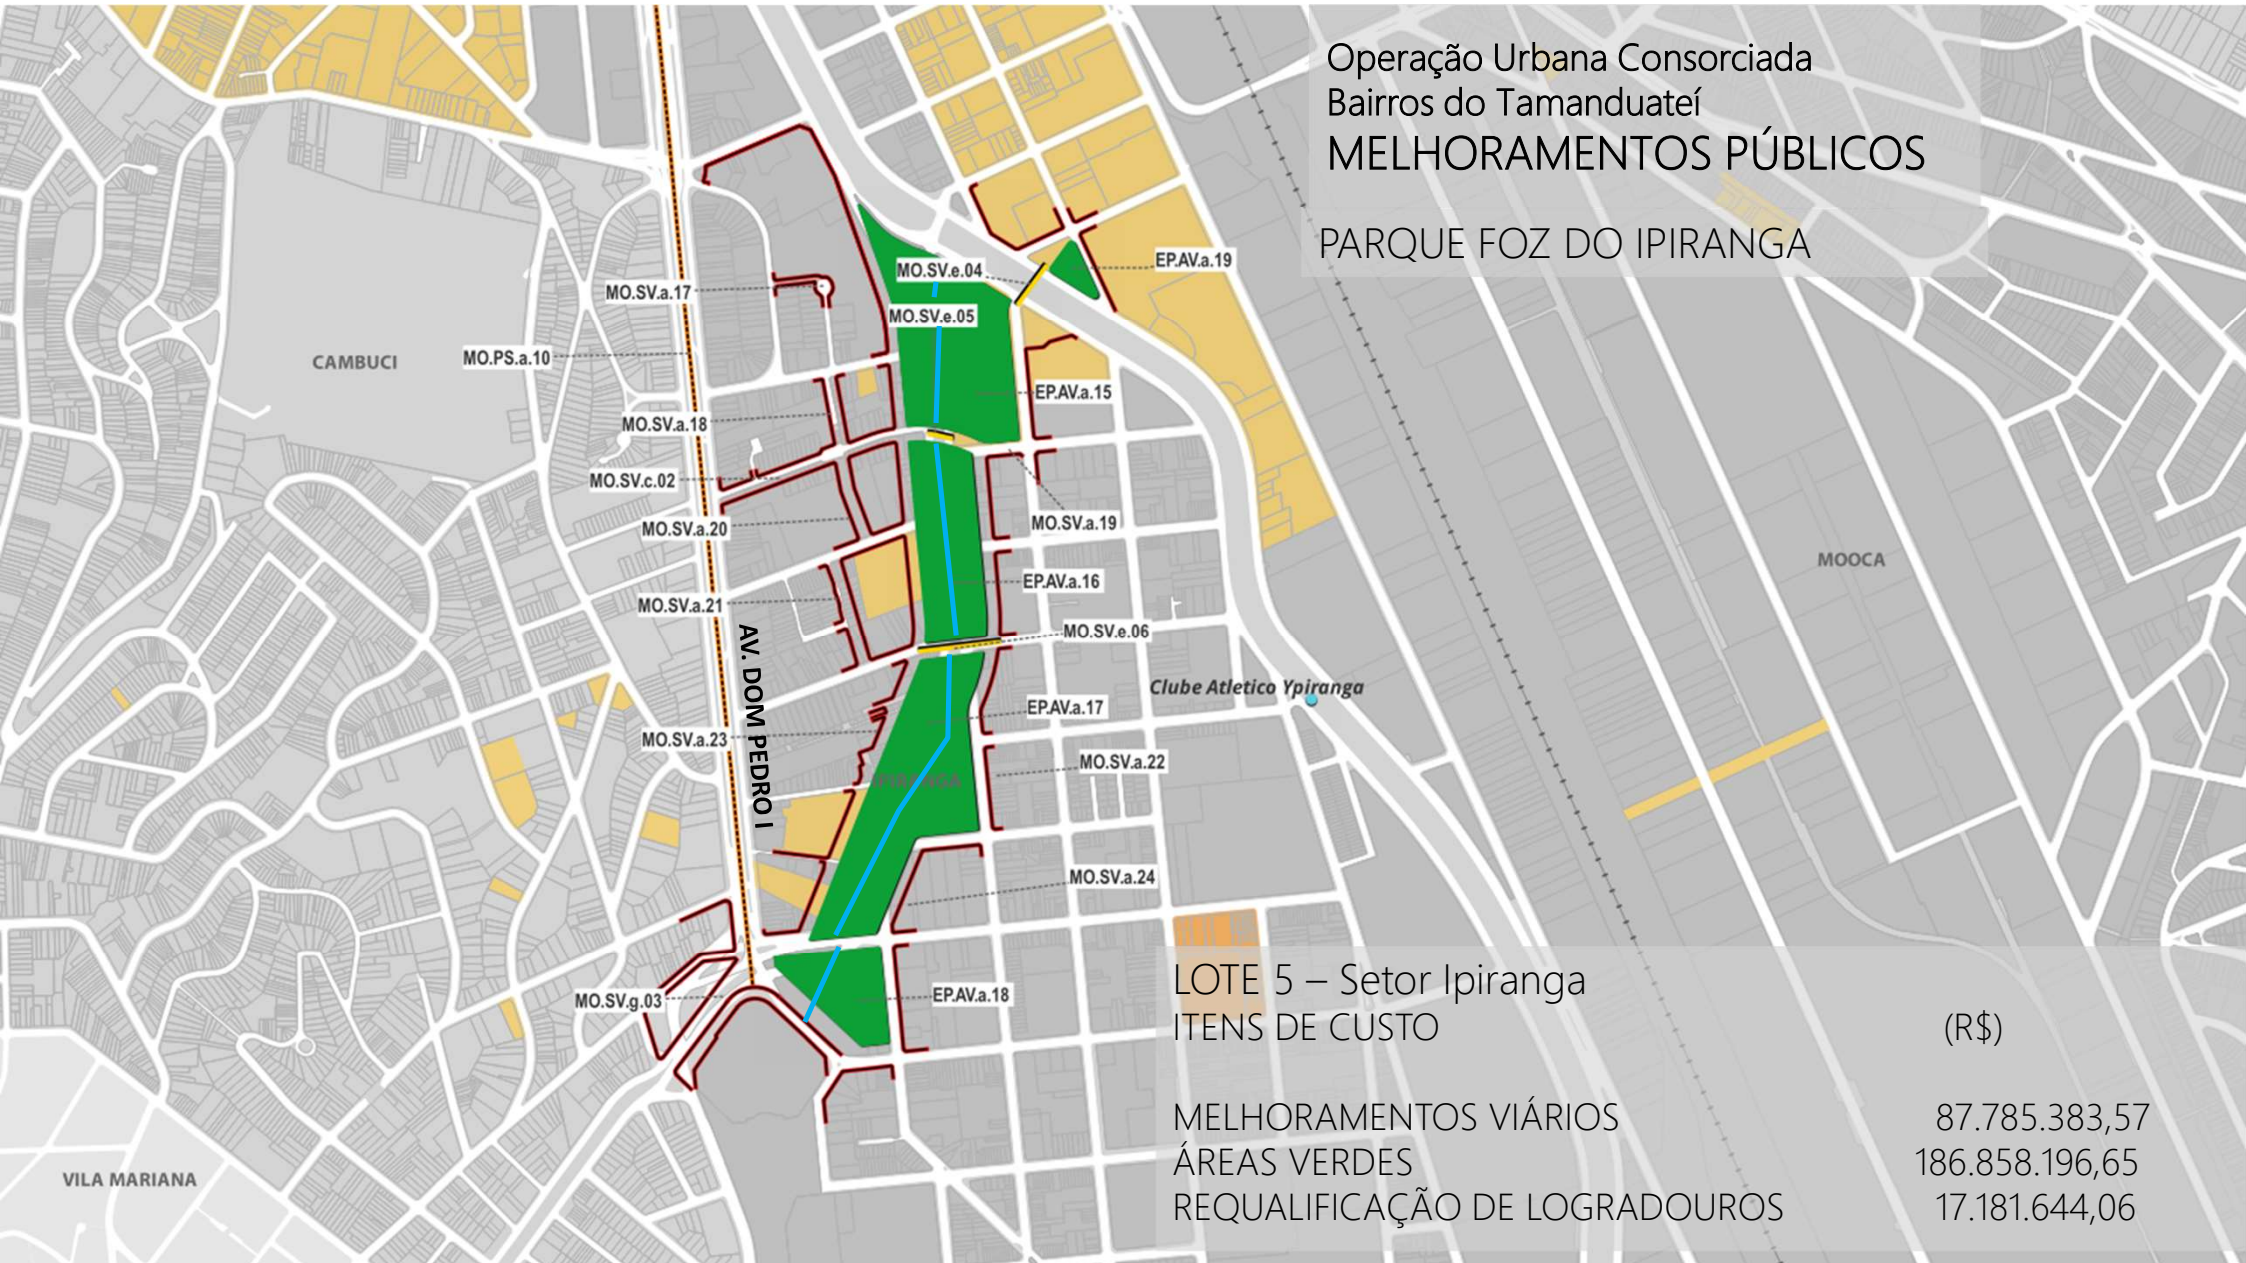 Operação Urbana Consorciada
Bairros do Tamanduateí
MELHORAMENTOS PÚBLICOS
PARQUE FOZ DO IPIRANGA
EP.AV.a.19
MO.SV.e.04
MO.SV.a.17
MO.SV.e.05
CAMBUCI
MO.PS.a.10
EP.AV.a.15
MO.SV.a.18
MO.SV.c.02
MO.SV.a.20
MO.SV.a.19
MOOCA
EP.AV.a.16
MO.SV.a.21
MO.SV.e.06
AV. DOM PEDRO I
Clube Atletico Ypiranga
EP.AV.a.17
MO.SV.a.23
MO.SV.a.22
IPIRANGA
MO.SV.a.24
MO.SV.g.03
EP.AV.a.18
VILA MARIANA
LOTE 5 – Setor Ipiranga
ITENS DE CUSTO (R$)
MELHORAMENTOS VIÁRIOS 87.785.383,57
ÁREAS VERDES 186.858.196,65
REQUALIFICAÇÃO DE LOGRADOUROS 17.181.644,06